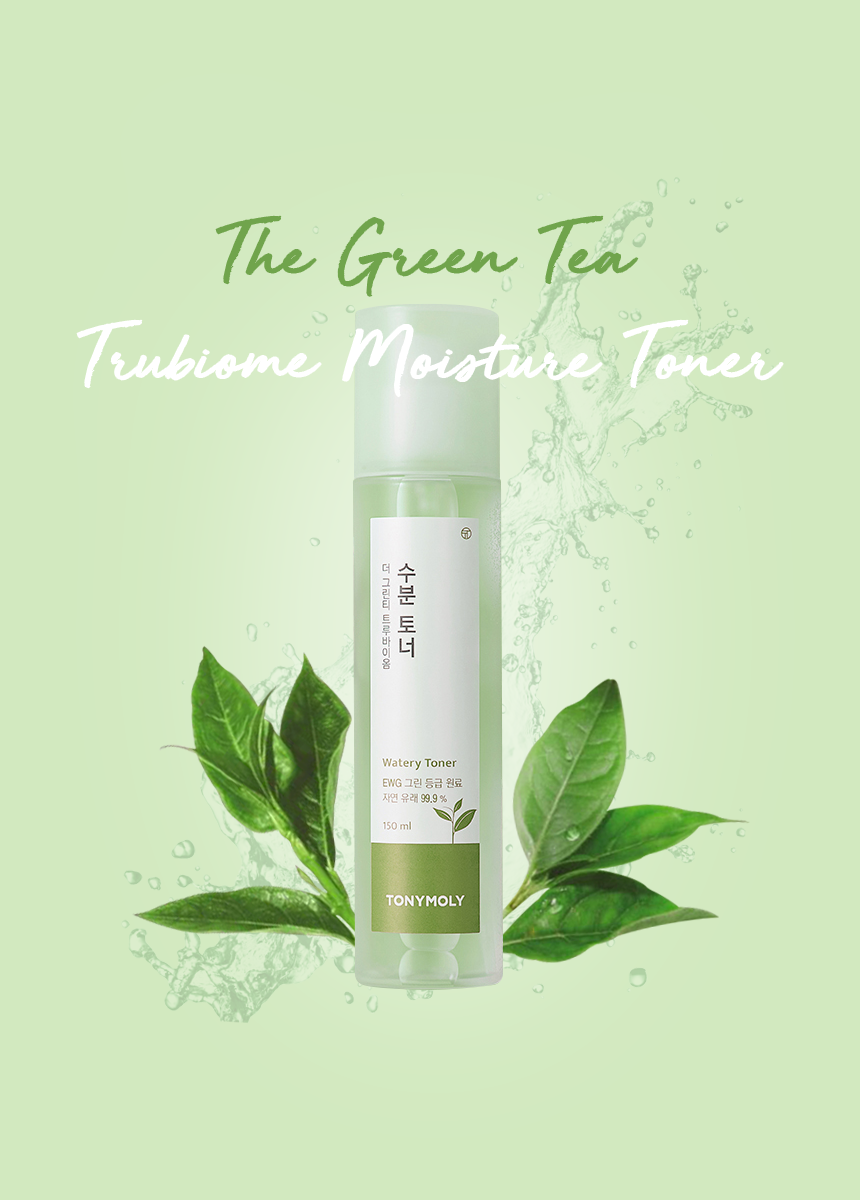 The Green Tea
Trubiome Moisture Toner
수분 토너
더 그린티 트루바이옴
Watery Toner
EWG 그린 등급 원료
자연 유래 99.9 %
150 ml
TONYMOLY